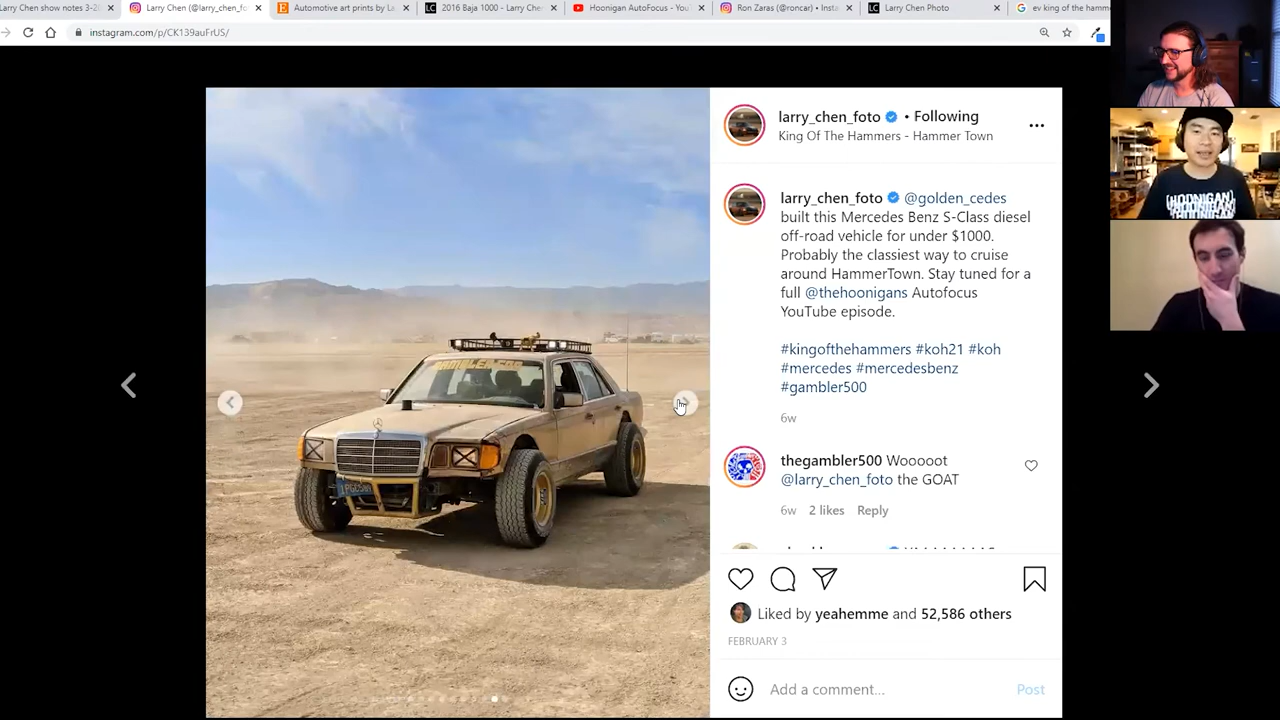 Larry Chen show notes 3-2
Larry Chen (@larry_chen_fo
Automotive art prints by La
2016 Baja 1000 - Larry Che
Hoonigan AutoFocus - You
Ron Zaras (@roncar) • Insta
Larry Chen Photo
ev king of the hamm
instagram.com/p/CK139auFrUS/
larry_chen_foto • Following
King Of The Hammers - Hammer Town
larry_chen_foto @golden_cedes
built this Mercedes Benz S-Class diesel
off-road vehicle for under $1000.
Probably the classiest way to cruise
around HammerTown. Stay tuned for a
full @thehoonigans Autofocus
YouTube episode.
#kingofthehammers #koh21 #koh
#mercedes #mercedesbenz
#gambler500
6w
thegambler500 Wooooot
@larry_chen_foto the GOAT
6w 2 likes Reply
Liked by yeahemme and 52,586 others
FEBRUARY 3
Add a comment... Post
HOONIGAN